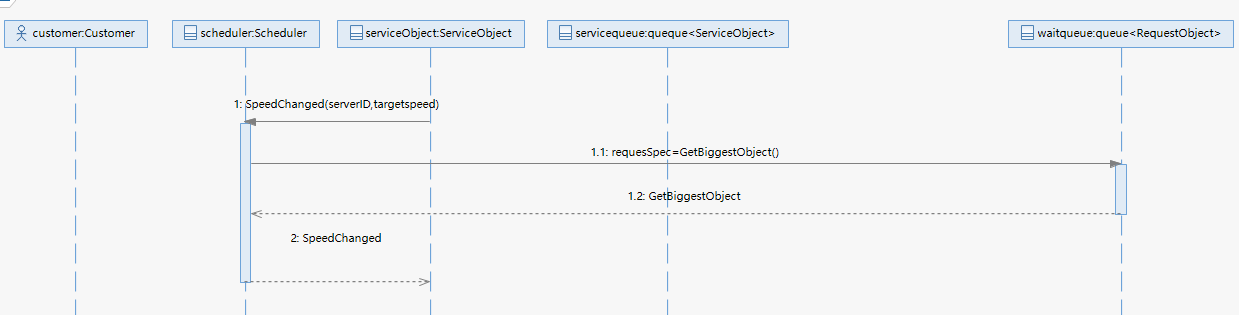 customer:Customer
scheduler:Scheduler
serviceObject:ServiceObject
servicequeue:queque<ServiceObject>
waitqueue:queue<RequestObject>
1: SpeedChanged(serverID,targetspeed)
1.1: requesSpec=GetBiggestObject()
1.2: GetBiggestObject
2: SpeedChanged